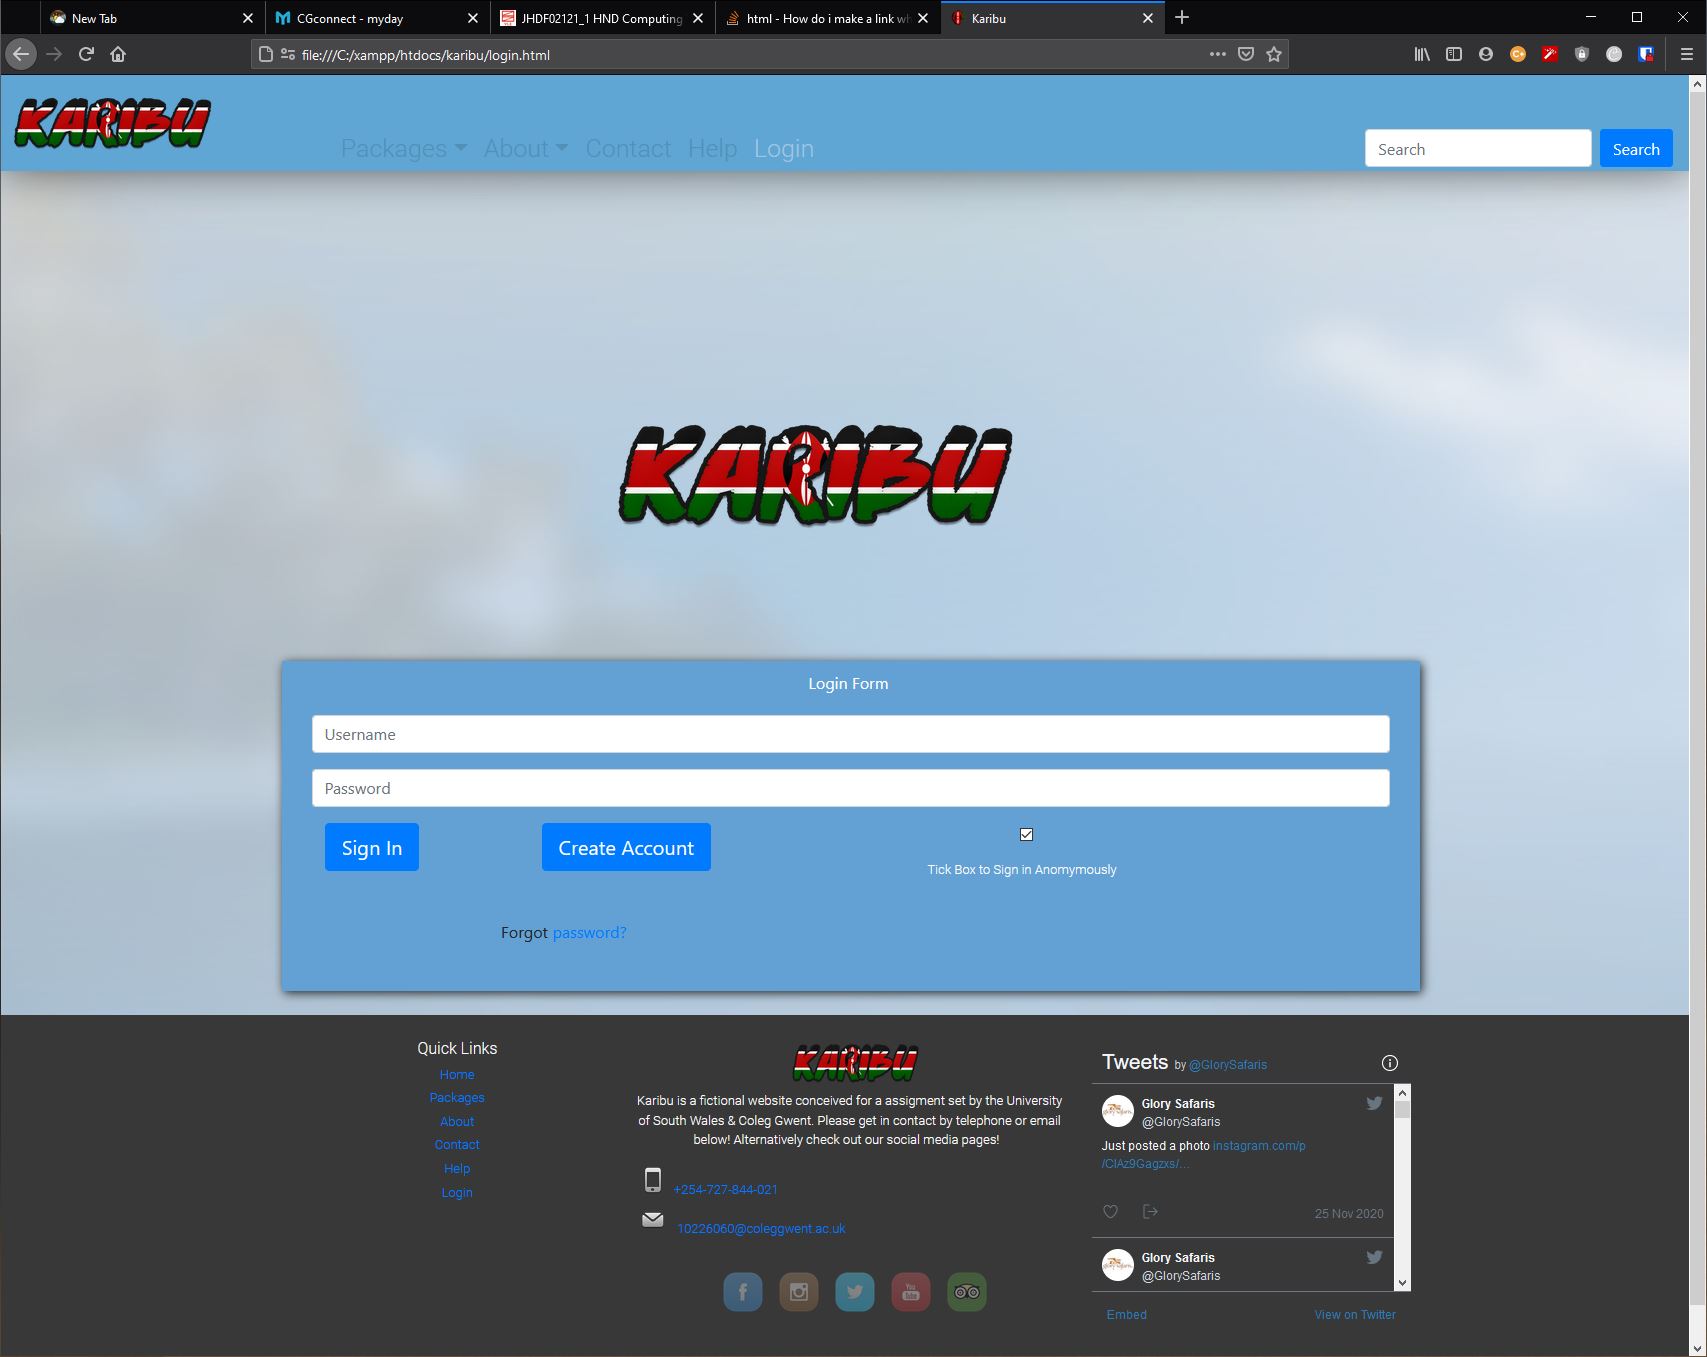 New Tab
CGconnect - myday
JHDF02121_1 HND Computing
html - How do i make a link wh
Karibu
file:///C:/xampp/htdocs/karibu/login.html
KARIBU
Packages About Contact Help Login
Search
Search
KARIBU
Login Form
Username
Password
Sign In
Create Account
Tick Box to Sign in Anomymously
Forgot password?
Quick Links
Home
Packages
About
Contact
Help
Login
KARIBU
Karibu is a fictional website conceived for a assigment set by the University
of South Wales & Coleg Gwent. Please get in contact by telephone or email
below! Alternatively check out our social media pages!
+254-727-844-021
10226060@coleggwent.ac.uk
You
Tube
Tweets by @GlorySafaris
Glory Safaris
@GlorySafaris
Just posted a photo instagram.com/p
/CIAz9Gagzxs/…
25 Nov 2020
Glory Safaris
@GlorySafaris
Embed
View on Twitter